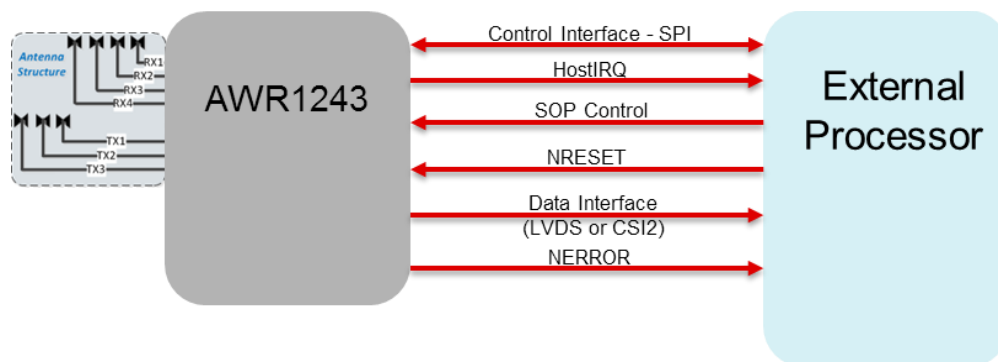 Antenna
Structure
RX1
RX2
RX3
RX4
TX1
TX2
TX3
AWR1243
Control Interface - SPI
HostIRQ
SOP Control
NRESET
Data Interface
(LVDS or CSI2)
NERROR
External
Processor